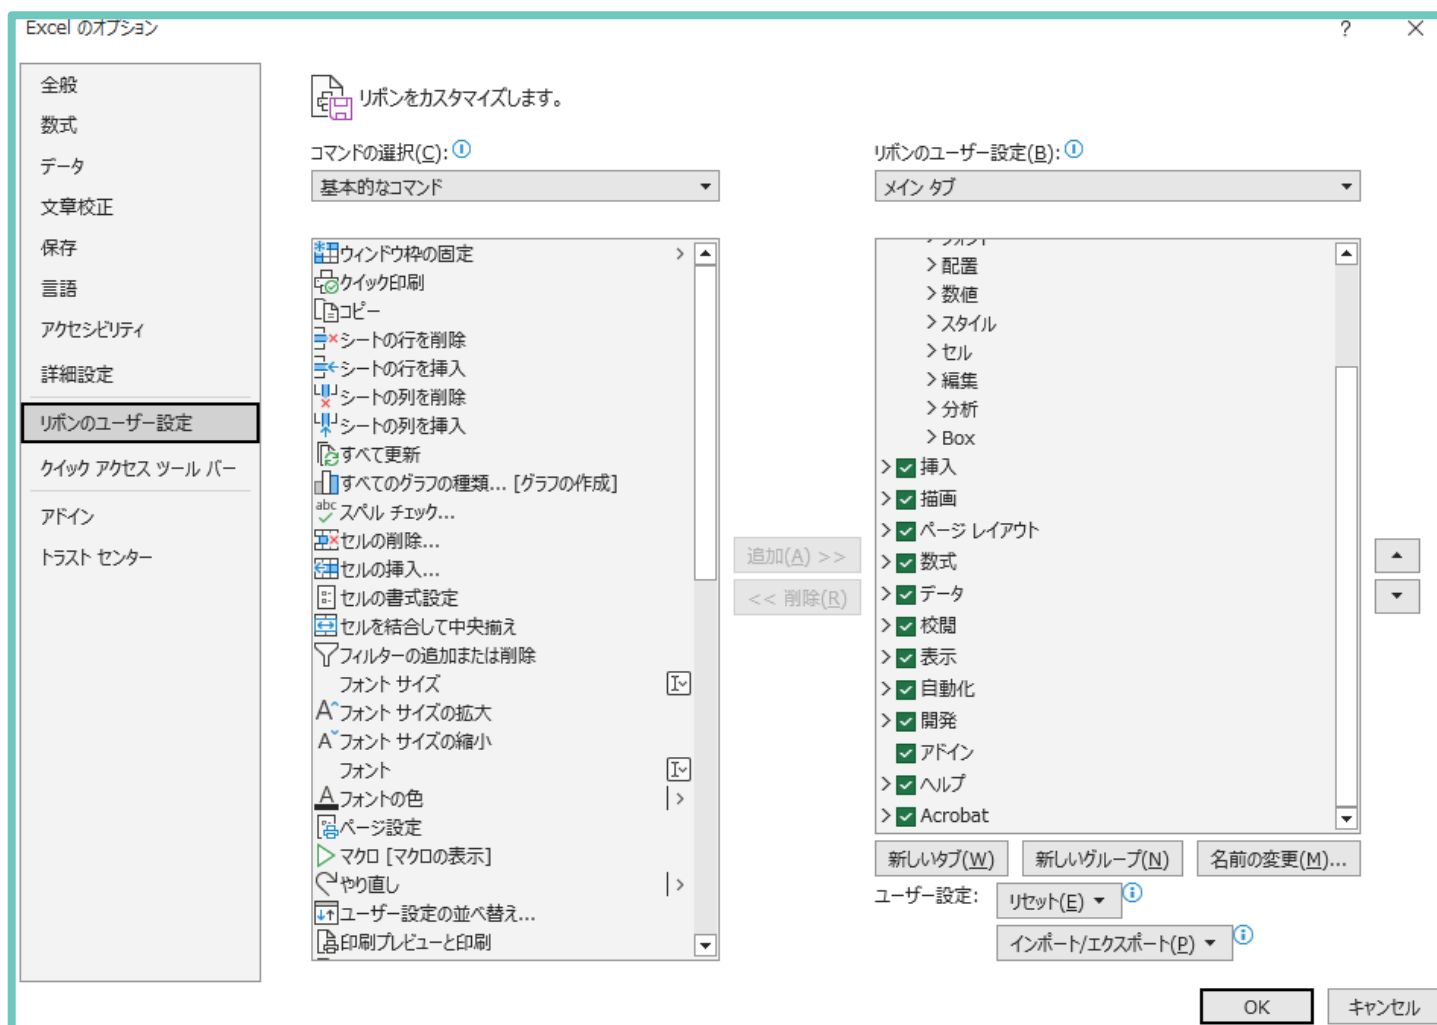 Excel のオプション
?
全般
数式
データ
文章校正
保存
言語
アクセシビリティ
詳細設定
リボンのユーザー設定
クイック アクセス ツール バー
アドイン
トラスト センター
リボンをカスタマイズします。
コマンドの選択(C):
基本的なコマンド
ウィンドウ枠の固定
クイック印刷
コピー
シートの行を削除
シートの行を挿入
シートの列を削除
シートの列を挿入
すべて更新
すべてのグラフの種類... [グラフの作成]
abc
スペル チェック...
セルの削除...
セルの挿入...
セルの書式設定
セルを結合して中央揃え
フィルターの追加または削除
フォント サイズ
フォント サイズの拡大
フォント サイズの縮小
フォント
フォントの色
ページ設定
マクロ [マクロの表示]
やり直し
ユーザー設定の並べ替え...
印刷プレビューと印刷
追加(A) >>
<< 削除(R)
リボンのユーザー設定(B):
メイン タブ
フォント
配置
数値
スタイル
セル
編集
分析
Box
挿入
描画
ページ レイアウト
数式
データ
校閲
表示
自動化
開発
アドイン
ヘルプ
Acrobat
新しいタブ(W)
新しいグループ(N)
名前の変更(M)...
ユーザー設定:
リセット(E)
インポート/エクスポート(P)
OK
キャンセル